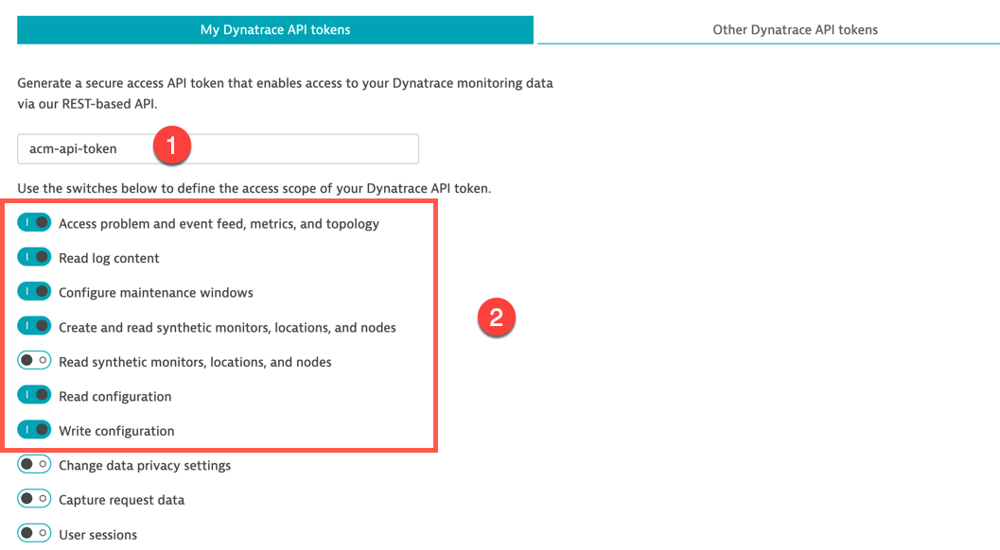 My Dynatrace API tokens
Other Dynatrace API tokens
Generate a secure access API token that enables access to your Dynatrace monitoring data
via our REST-based API.
acm-api-token
1
Use the switches below to define the access scope of your Dynatrace API token.
Access problem and event feed, metrics, and topology
Read log content
Configure maintenance windows
2
Create and read synthetic monitors, locations, and nodes
Read synthetic monitors, locations, and nodes
Read configuration
Write configuration
Change data privacy settings
Capture request data
User sessions